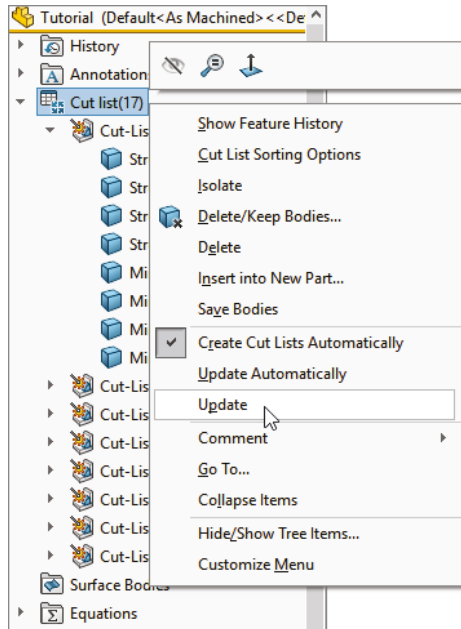 Tutorial (Default<As Machined><<De
History
Annotation
Cut list(17)
Cut-Lis
Str
Str
Str
Str
Mi
Mi
Mi
Mi
Cut-Lis
Cut-Lis
Cut-Lis
Cut-Lis
Cut-Lis
Cut-Lis
Cut-Lis
Surface Bodies
Equations
Show Feature History
Cut List Sorting Options
Isolate
Delete/Keep Bodies...
Delete
Insert into New Part...
Save Bodies
Create Cut Lists Automatically
Update Automatically
Update
Comment
Go To...
Collapse Items
Hide/Show Tree Items...
Customize Menu